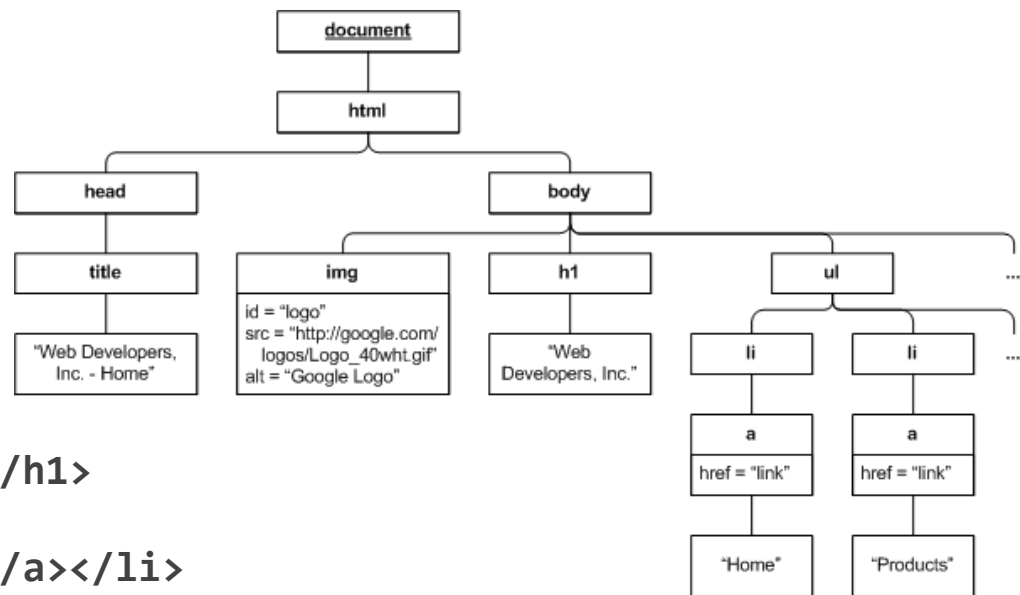 document
html
head
body
title
img
h1
ul
...
id = “logo”
src = “http://google.com/
logos/Logo_40wht.gif”
alt = “Google Logo”
“Web Developers,
Inc. - Home”
“Web
Developers, Inc.”
li
li
...
a
a
href = “link”
href = “link”
/h1>
“Home”
“Products”
/a></li>